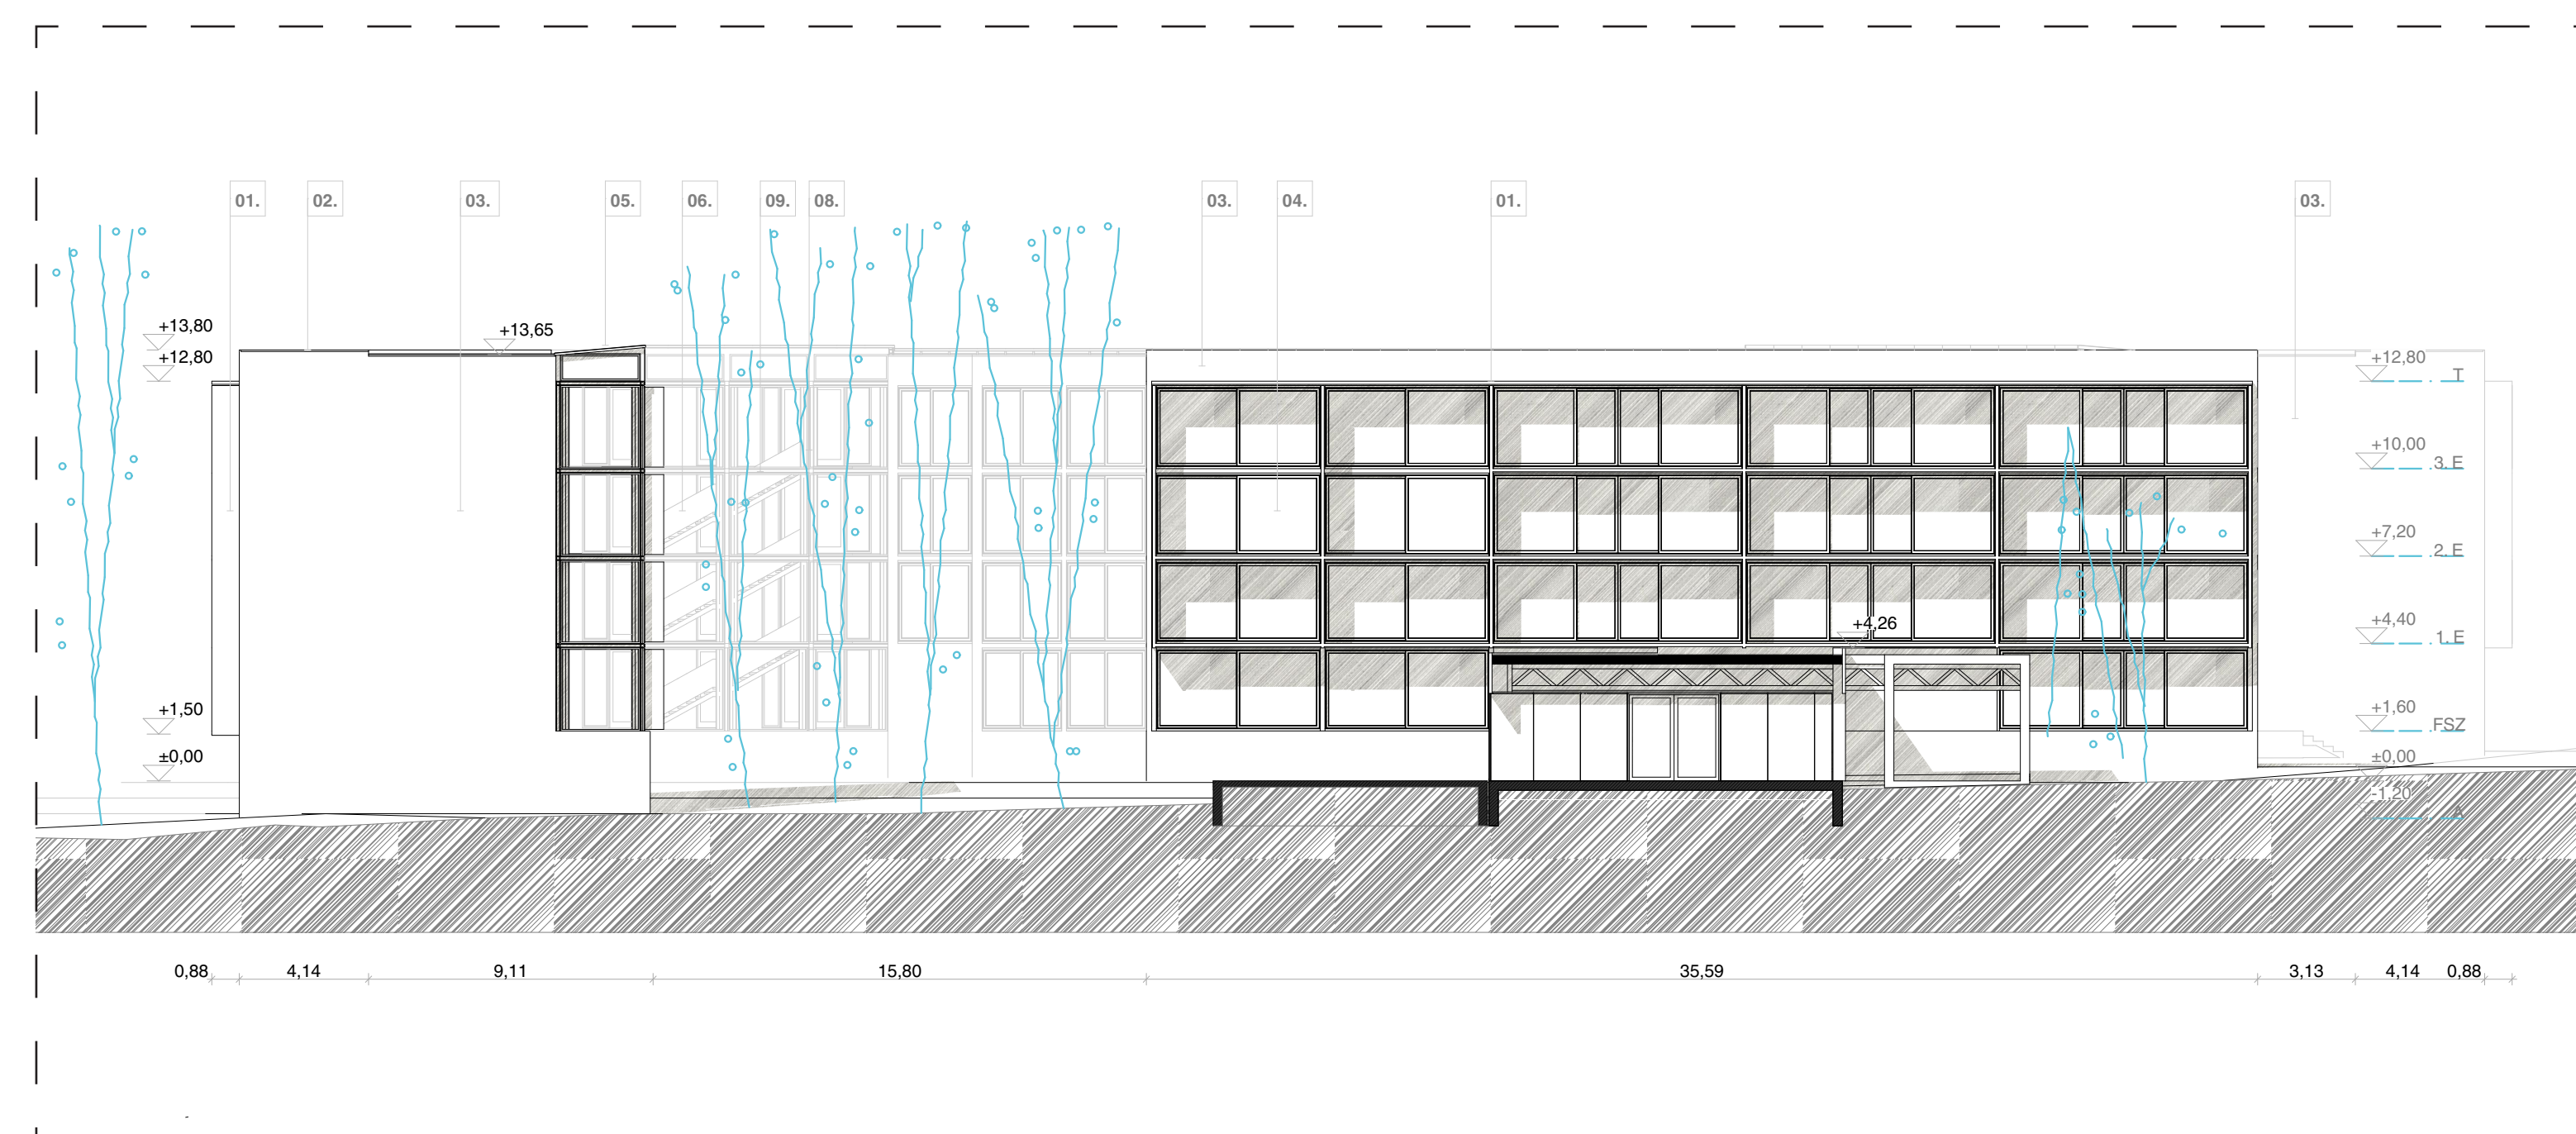 01. 02. 03. 05. 06. 09. 08. 03. 04. 01. 03.
+13,80
+13,65
+12,80
+12,80
T
+10,00
3. E
+7,20
2. E
+4,40
1. E
+4,26
+1,50
+1,60
FSZ
±0,00
±0,00
-1,20
A
0,88 4,14 9,11 15,80 35,59 3,13 4,14 0,88